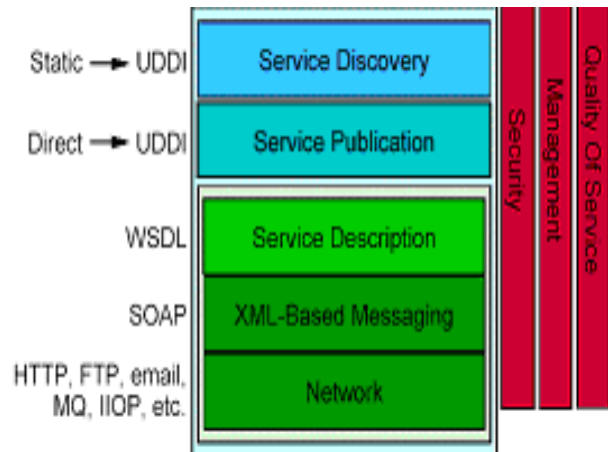 Static → UDDI
Service Discovery
Direct → UDDI
Service Publication
WSDL
Service Description
SOAP
XML-Based Messaging
HTTP, FTP, email,
MQ, IIOP, etc.
Network
Security
Management
Quality Of Service